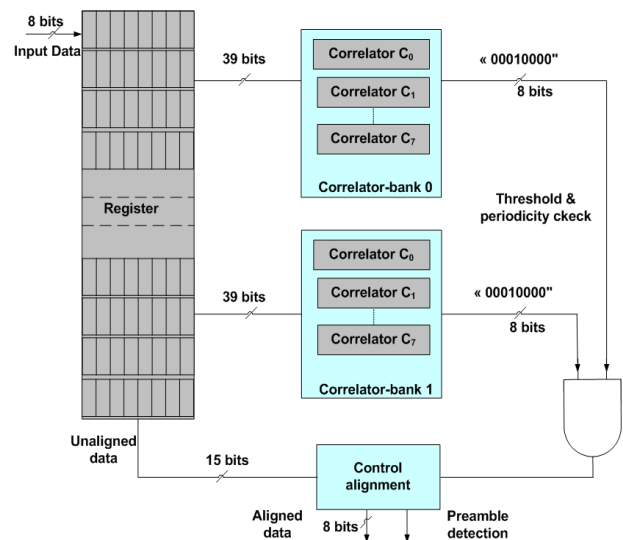 8 bits
Input Data
39 bits
Correlator C₀
Correlator C₁
Correlator C₇
Correlator-bank 0
« 00010000"
8 bits
Register
Threshold &
periodicity ckeck
39 bits
Correlator C₀
Correlator C₁
Correlator C₇
Correlator-bank 1
« 00010000"
8 bits
Unaligned
data
15 bits
Control
alignment
Aligned
data
8 bits
Preamble
detection